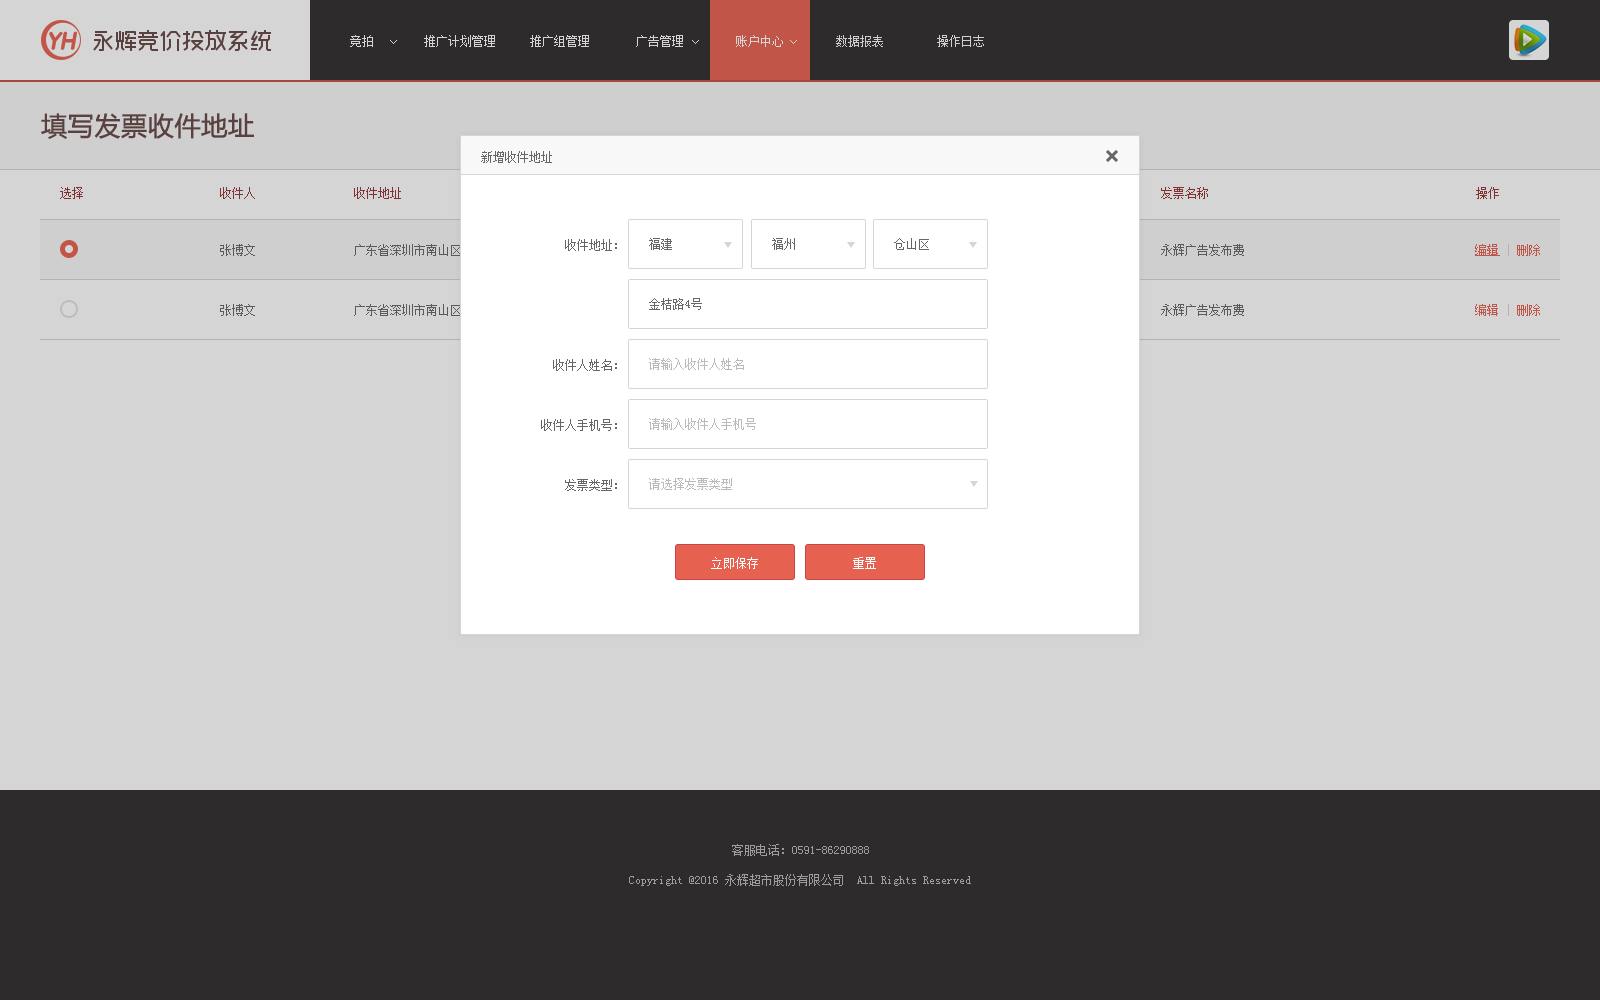 YH 永辉竞价投放系统 竞拍 推广计划管理 推广组管理 广告管理 账户中心 数据报表 操作日志
填写发票收件地址
新增收件地址
选择 收件人 收件地址 发票名称 操作
张博文 广东省深圳市南山区 永辉广告发布费 编辑 删除
张博文 广东省深圳市南山区 永辉广告发布费 编辑 删除
收件地址: 福建 福州 仓山区
金桔路4号
收件人姓名: 请输入收件人姓名
收件人手机号: 请输入收件人手机号
发票类型: 请选择发票类型
立即保存 重置
客服电话: 0591-86290888
Copyright @2016 永辉超市股份有限公司 All Rights Reserved